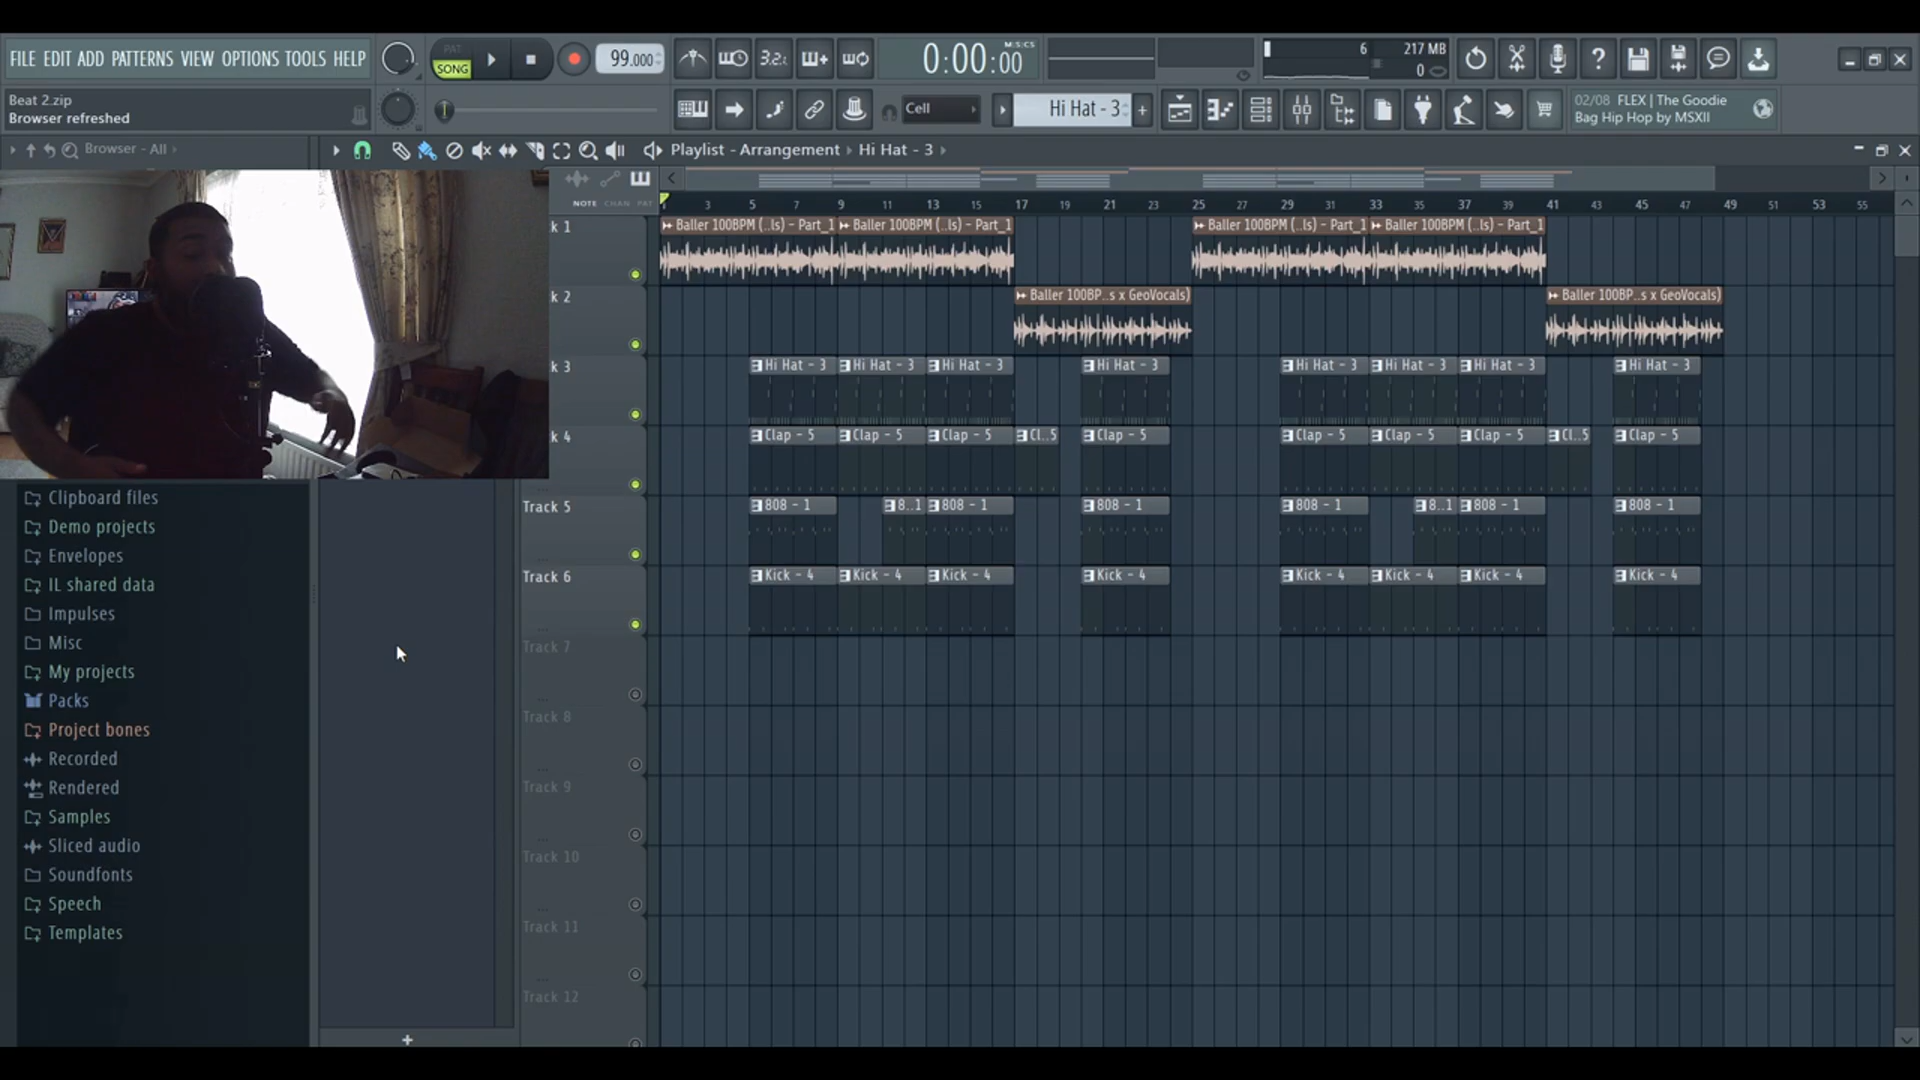 FILE EDIT ADD PATTERNS VIEW OPTIONS TOOLS HELP
PAT
SONG
99.000
3.2
0:00:00
M:S:CS
6
217 MB
0
Beat 2.zip
Browser refreshed
Cell
Hi Hat - 3
02/08 FLEX | The Goodie
Bag Hip Hop by MSXII
Browser - All
Playlist - Arrangement
Hi Hat - 3
NOTE CHAN PAT
1 3 5 7 9 11 13 15 17 19 21 23 25 27 29 31 33 35 37 39 41 43 45 47 49 51 53 55
k 1
Baller 100BPM (..ls) - Part_1
Baller 100BPM (..ls) - Part_1
Baller 100BPM (..ls) - Part_1
Baller 100BPM (..ls) - Part_1
k 2
Baller 100BP..s x GeoVocals)
Baller 100BP..s x GeoVocals)
k 3
Hi Hat - 3
Hi Hat - 3
Hi Hat - 3
Hi Hat - 3
Hi Hat - 3
Hi Hat - 3
Hi Hat - 3
Hi Hat - 3
k 4
Clap - 5
Clap - 5
Clap - 5
Cl..5
Clap - 5
Clap - 5
Clap - 5
Clap - 5
Cl..5
Clap - 5
Track 5
808 - 1
8..1
808 - 1
808 - 1
808 - 1
8..1
808 - 1
808 - 1
Track 6
Kick - 4
Kick - 4
Kick - 4
Kick - 4
Kick - 4
Kick - 4
Kick - 4
Kick - 4
Track 7
Track 8
Track 9
Track 10
Track 11
Track 12
Clipboard files
Demo projects
Envelopes
IL shared data
Impulses
Misc
My projects
Packs
Project bones
Recorded
Rendered
Samples
Sliced audio
Soundfonts
Speech
Templates